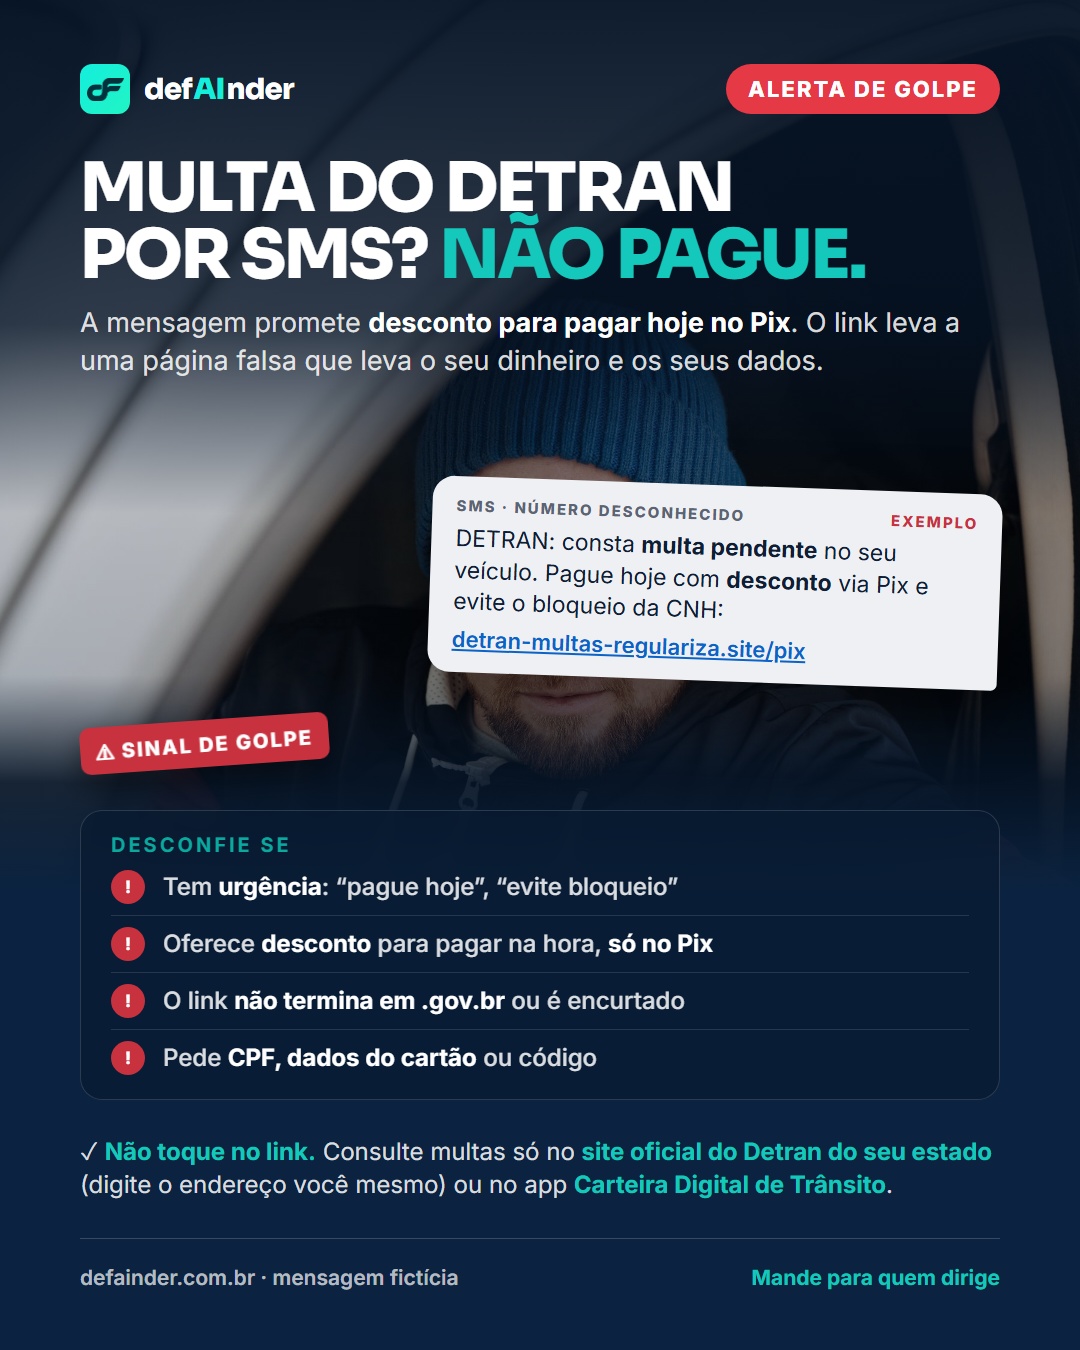 defAInder
ALERTA DE GOLPE
MULTA DO DETRAN
POR SMS? NÃO PAGUE.
A mensagem promete desconto para pagar hoje no Pix. O link leva a
uma página falsa que leva o seu dinheiro e os seus dados.
SMS · NÚMERO DESCONHECIDO
EXEMPLO
DETRAN: consta multa pendente no seu
veículo. Pague hoje com desconto via Pix e
evite o bloqueio da CNH:
detran-multas-regulariza.site/pix
⚠ SINAL DE GOLPE
DESCONFIE SE
! Tem urgência: “pague hoje”, “evite bloqueio”
! Oferece desconto para pagar na hora, só no Pix
! O link não termina em .gov.br ou é encurtado
! Pede CPF, dados do cartão ou código
✓ Não toque no link. Consulte multas só no site oficial do Detran do seu estado
(digite o endereço você mesmo) ou no app Carteira Digital de Trânsito.
defainder.com.br · mensagem fictícia
Mande para quem dirige